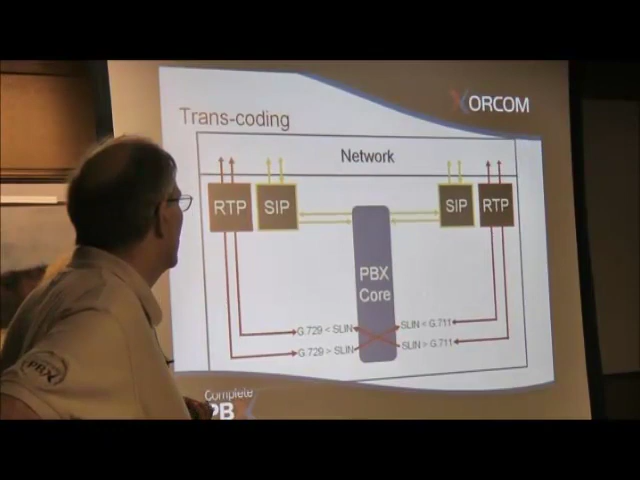 XORCOM
Trans-coding
Network
RTP
SIP
SIP
RTP
PBX
Core
G.729 < SLIN
SLIN < G.711
G.729 > SLIN
SLIN > G.711
Complete
PBX
PBX